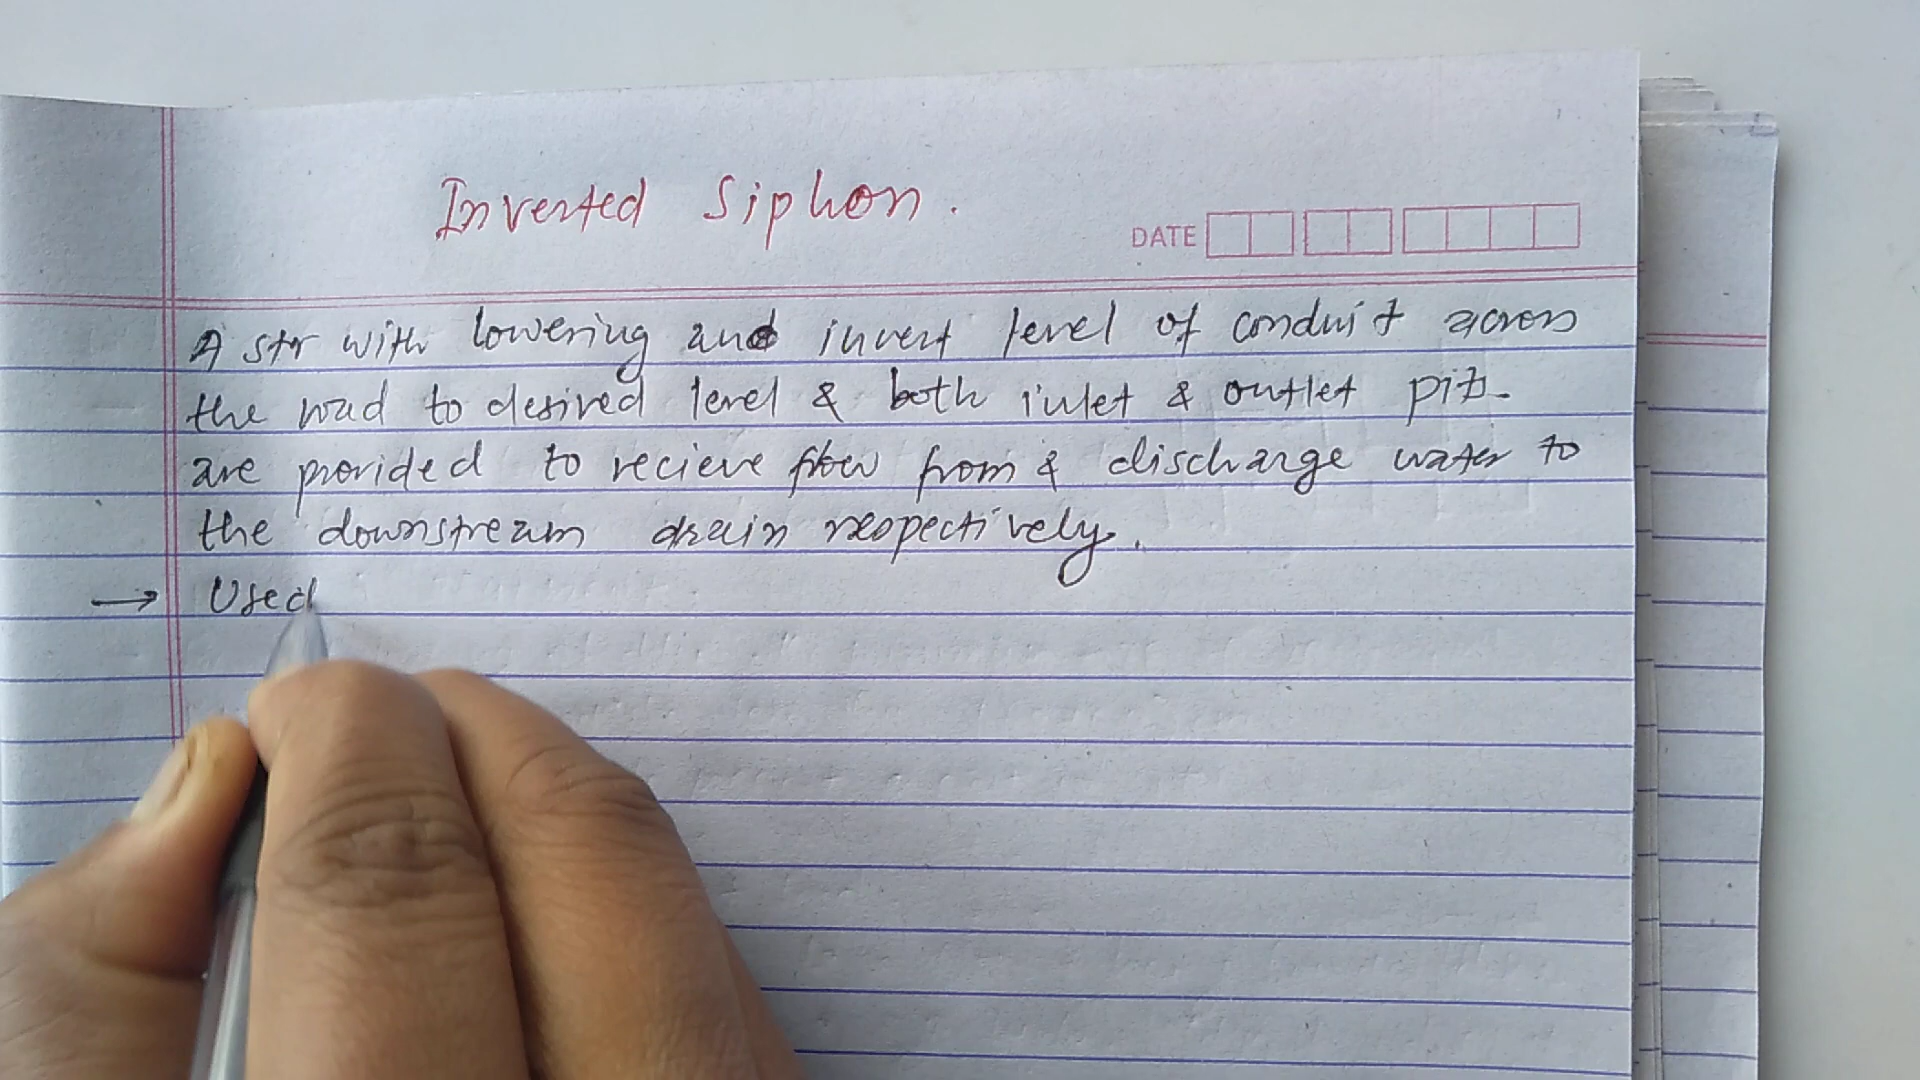 Inverted Siphon.
DATE
A str with lowering and invert level of conduit across
the road to desired level & both inlet & outlet pits
are provided to recieve flow from & discharge water to
the downstream drain respectively.
→ Used